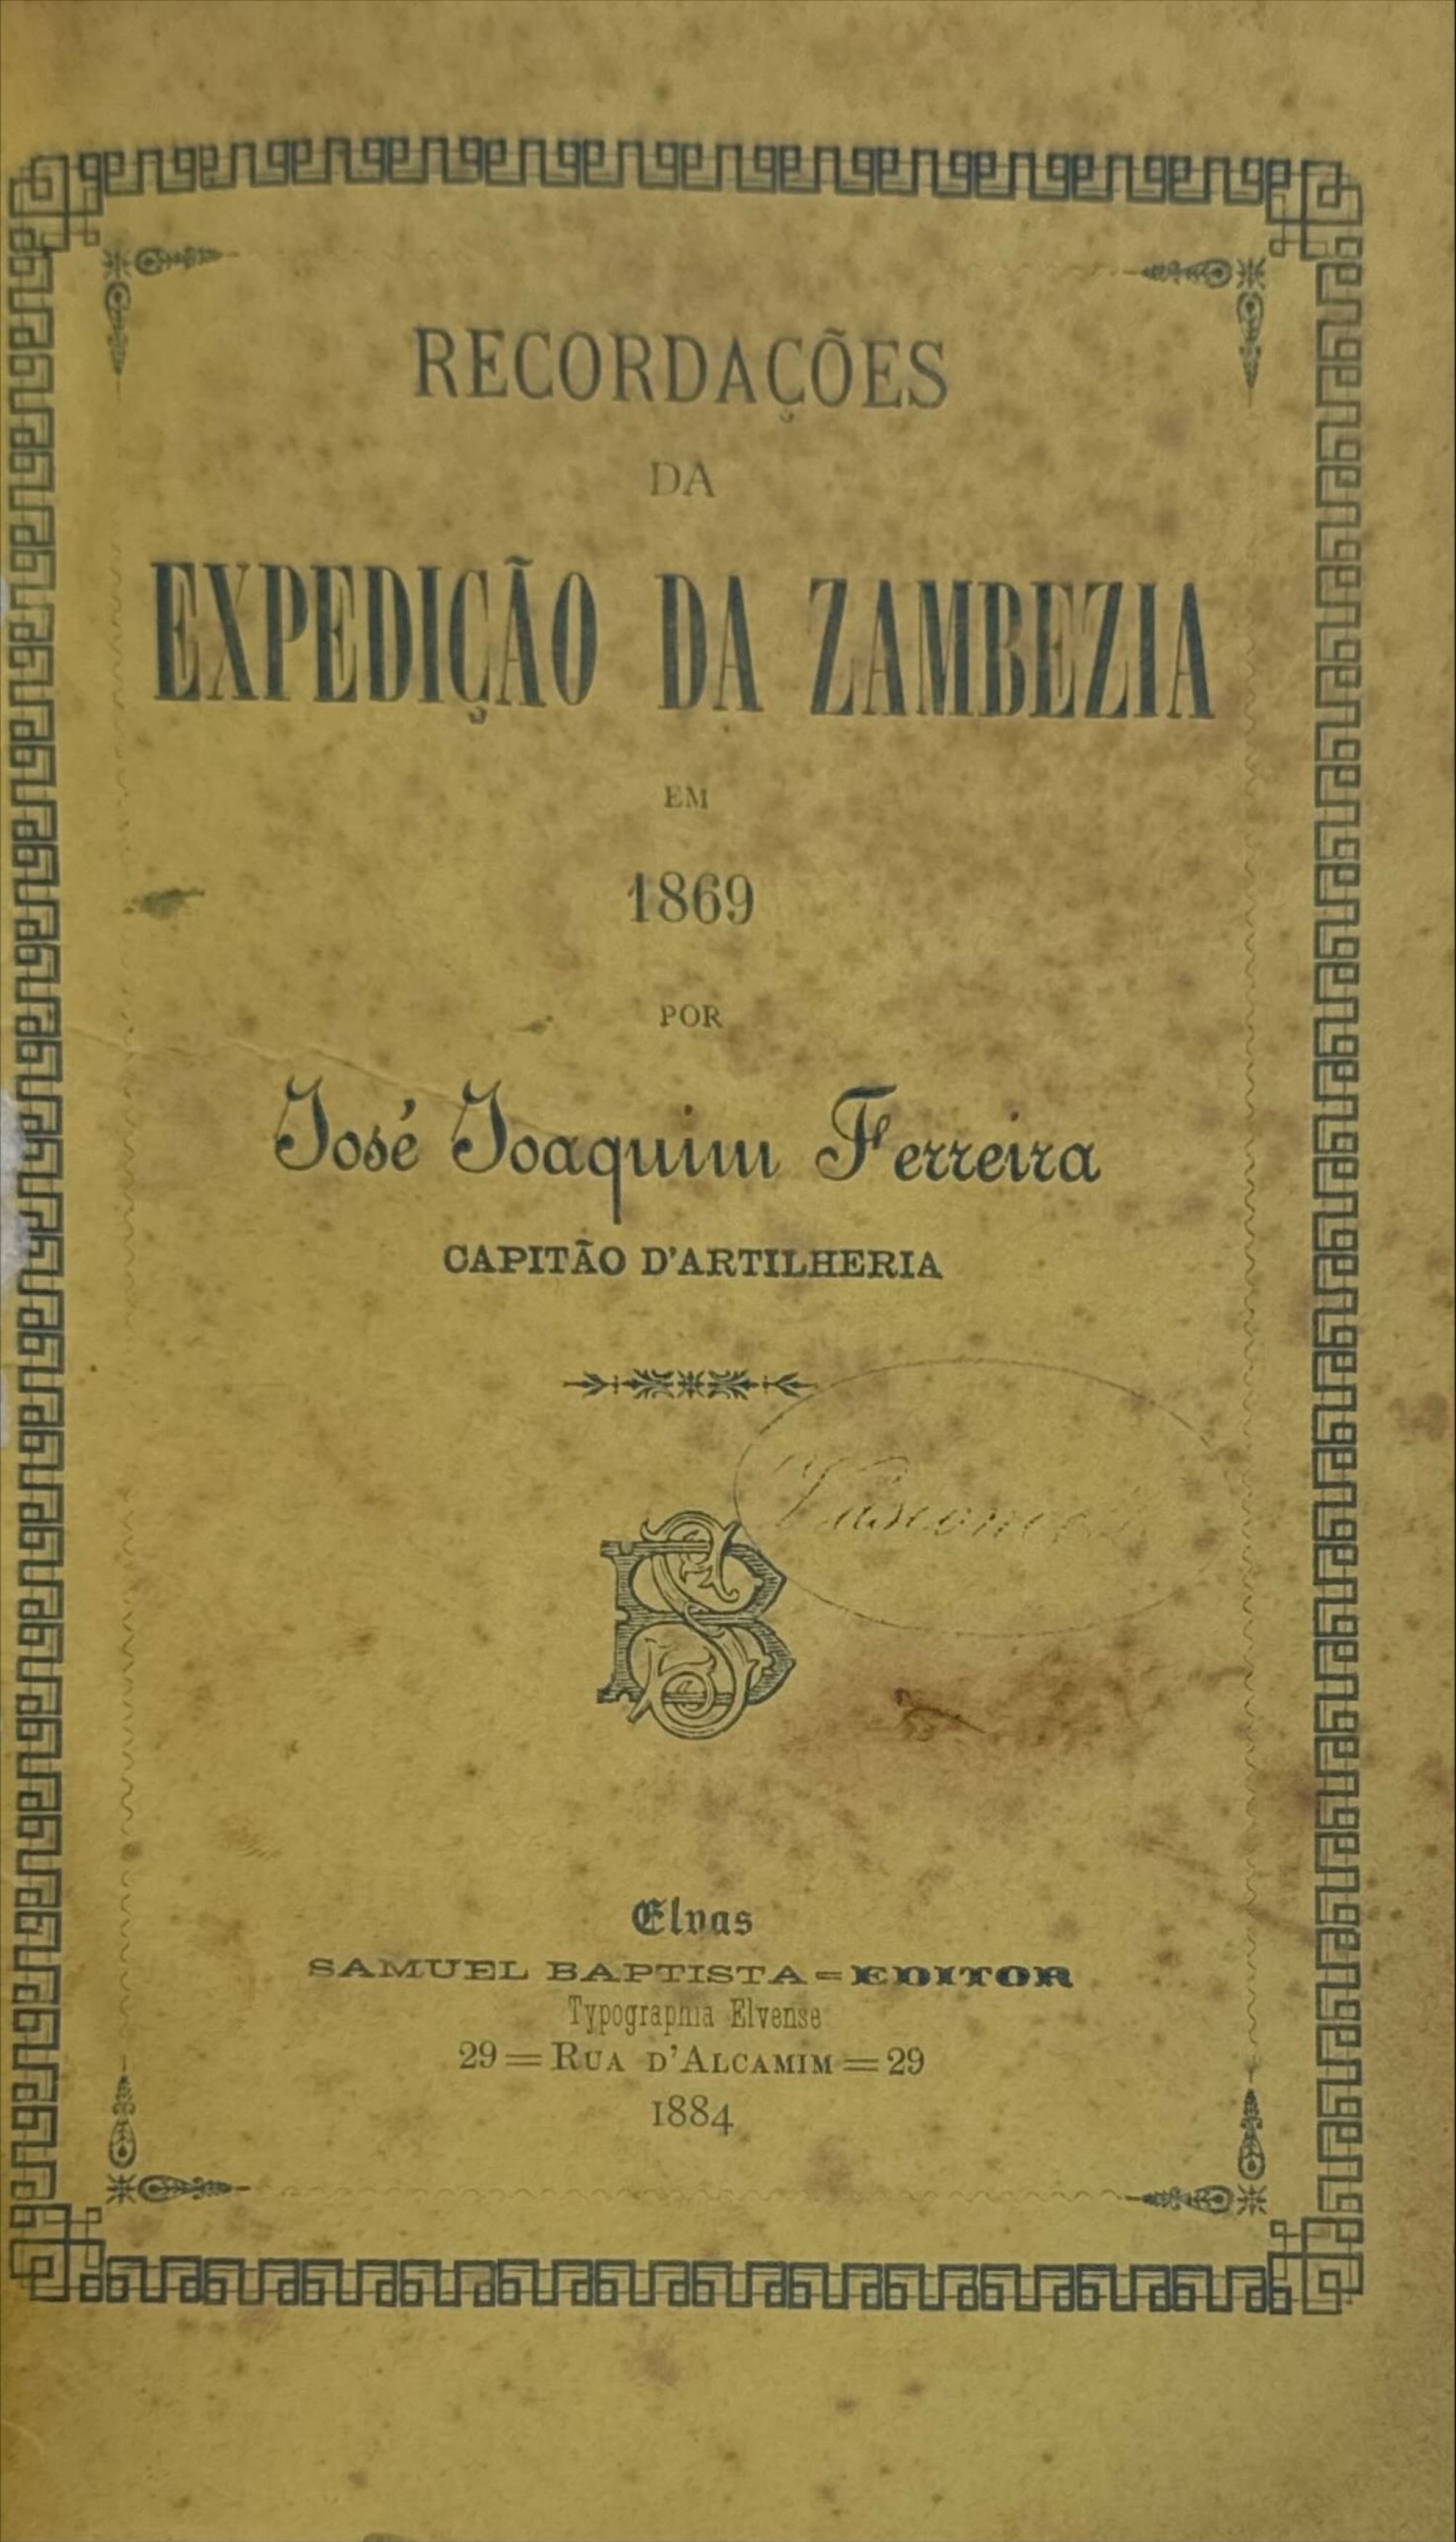 RECORDAÇÕES
DA
EXPEDIÇÃO DA ZAMBEZIA
EM
1869
POR
José Joaquim Ferreira
CAPITÃO D'ARTILHERIA
BS
Elvas
SAMUEL BAPTISTA=EDITOR
Typographia Elvense
29=RUA D'ALCAMIM=29
1884